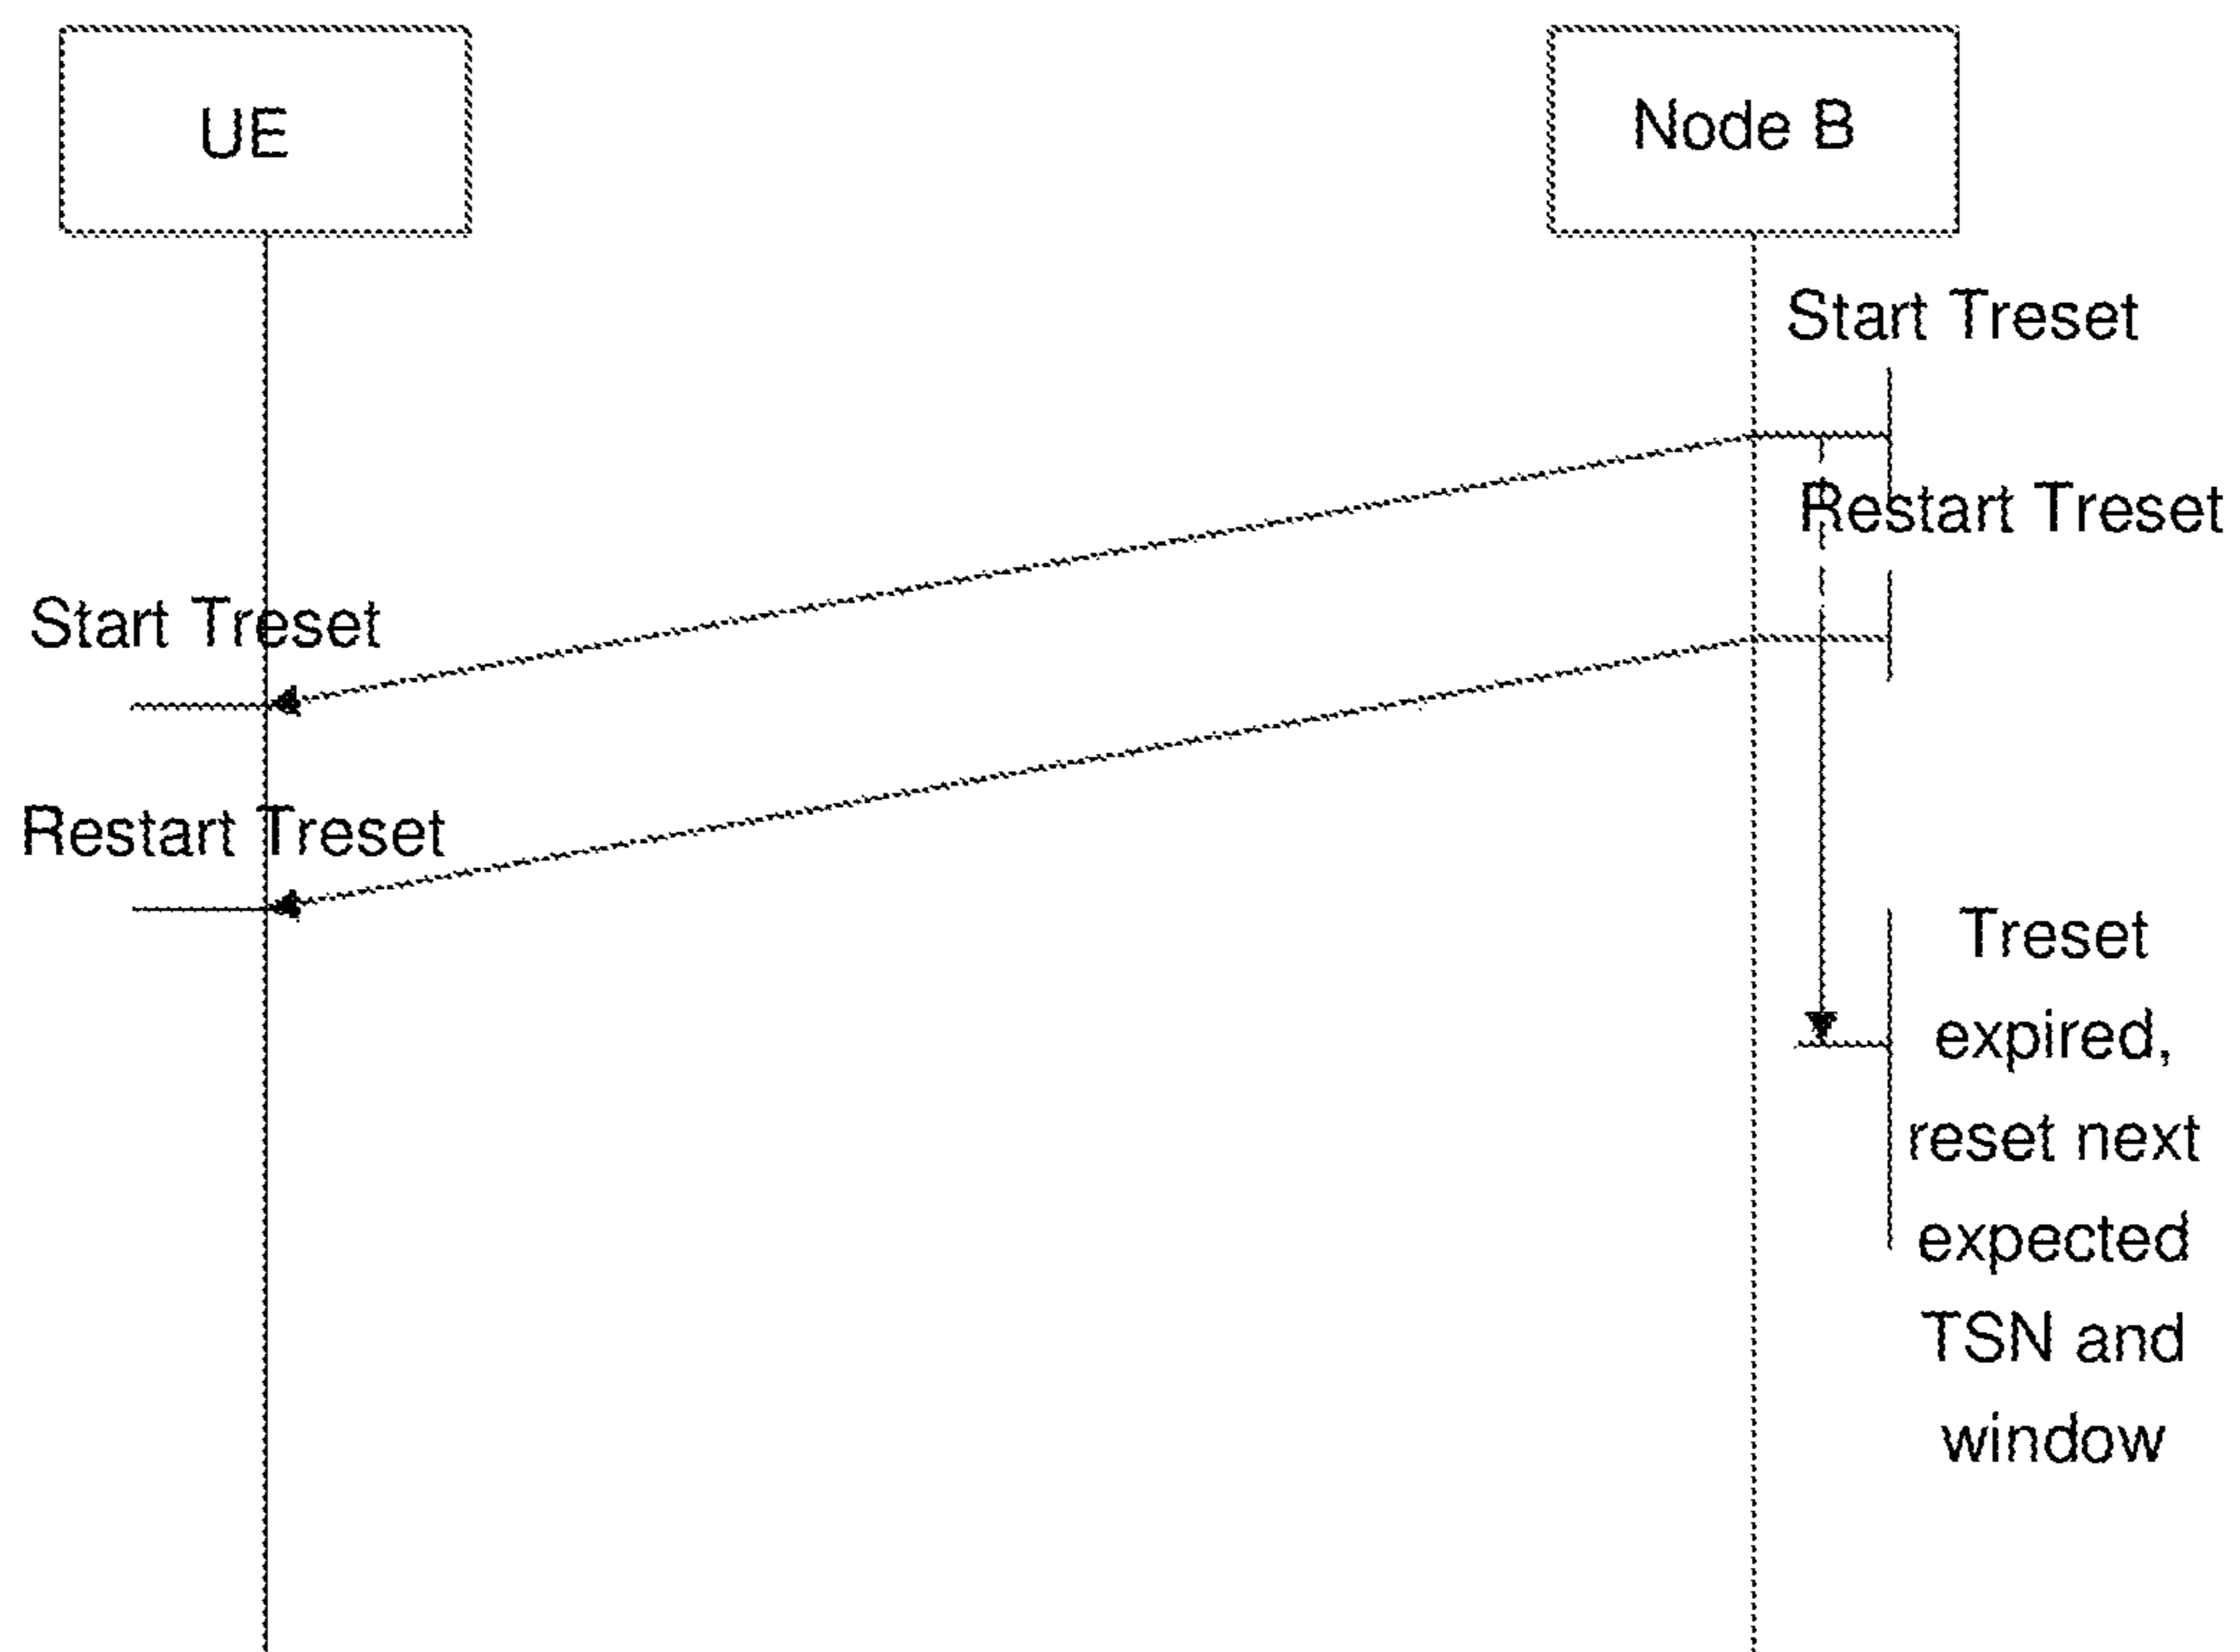 UE
Node B
Start Treset
Restart Treset
Start Treset
Restart Treset
Treset
expired,
reset next
expected
TSN and
window